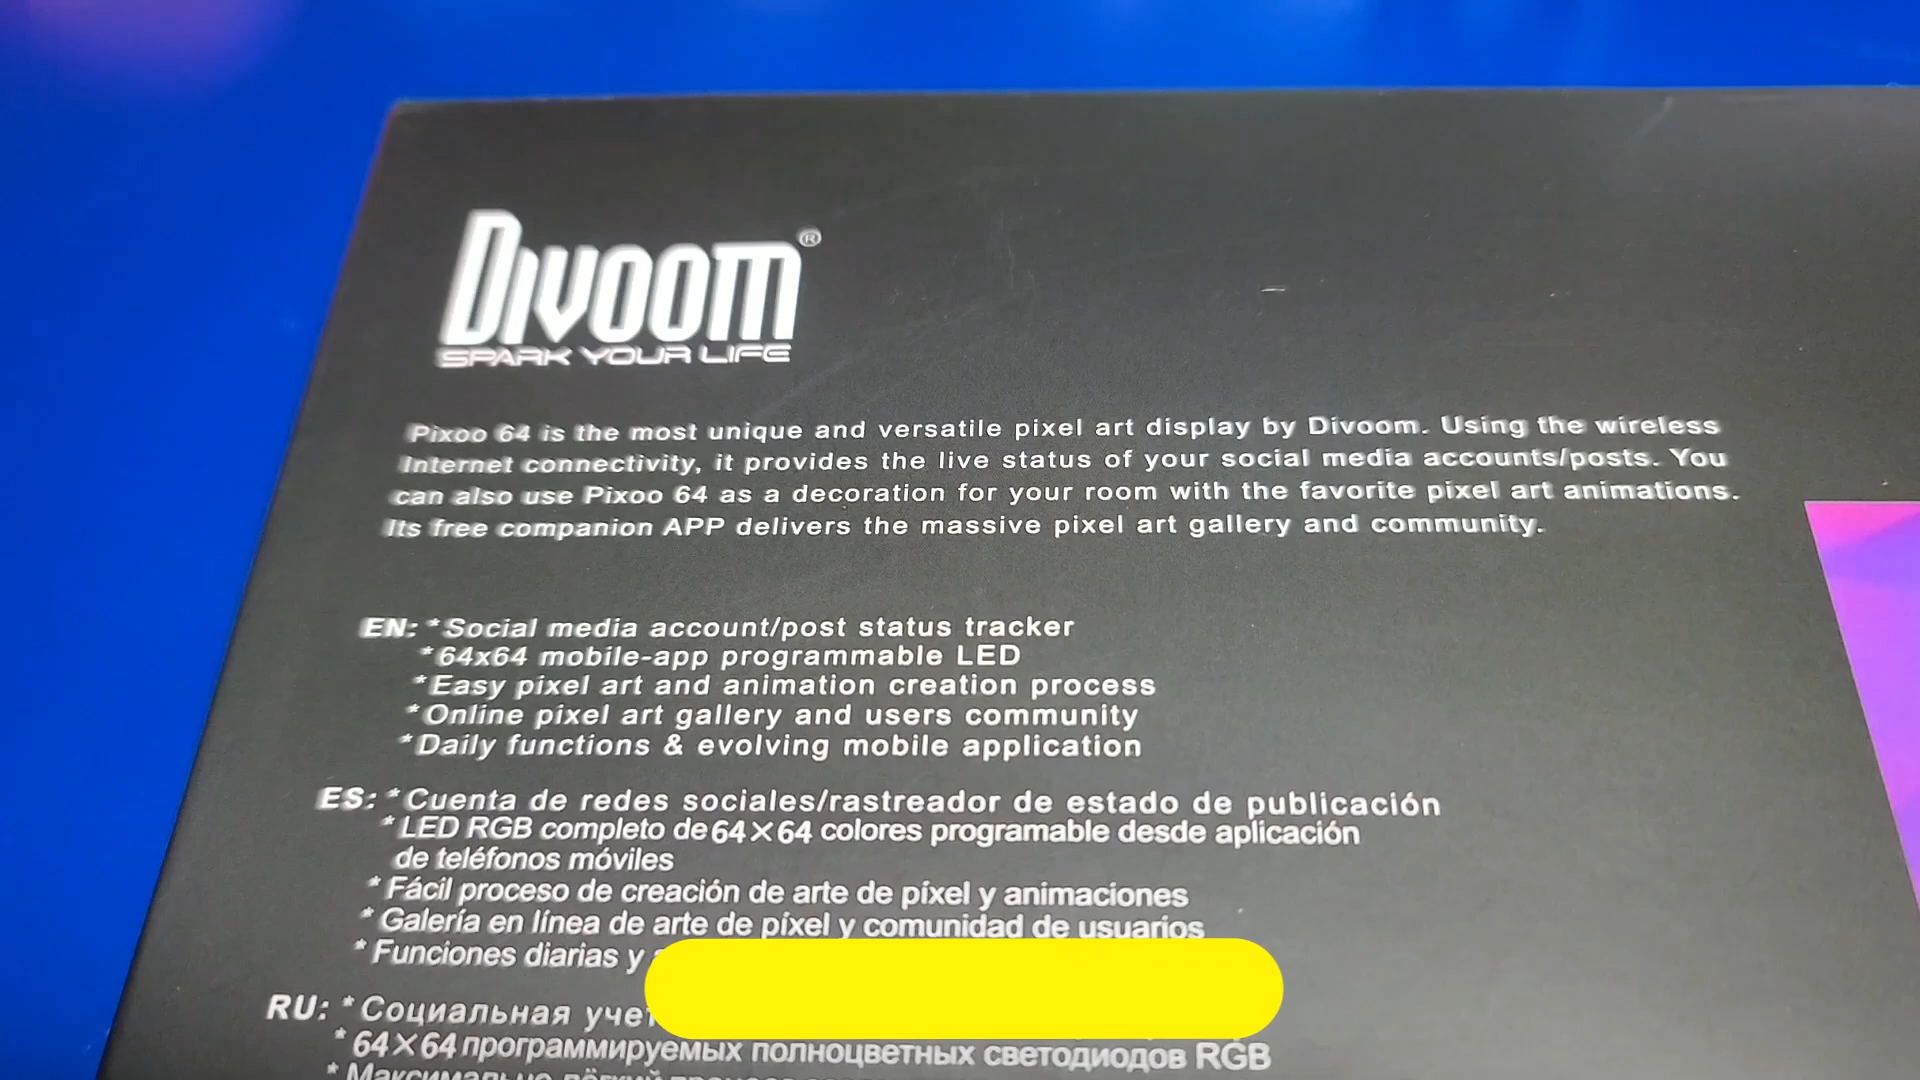 Divoom®
SPARK YOUR LIFE
Pixoo 64 is the most unique and versatile pixel art display by Divoom. Using the wireless
Internet connectivity, it provides the live status of your social media accounts/posts. You
can also use Pixoo 64 as a decoration for your room with the favorite pixel art animations.
Its free companion APP delivers the massive pixel art gallery and community.
EN: *Social media account/post status tracker
*64x64 mobile-app programmable LED
*Easy pixel art and animation creation process
*Online pixel art gallery and users community
*Daily functions & evolving mobile application
ES: *Cuenta de redes sociales/rastreador de estado de publicación
*LED RGB completo de 64×64 colores programable desde aplicación
de teléfonos móviles
*Fácil proceso de creación de arte de píxel y animaciones
*Galería en línea de arte de píxel y comunidad de usuarios
*Funciones diarias y
RU: *Социальная
*64×64 программируемых полноцветных светодиодов RGB
*Максимально лёгкий процесс